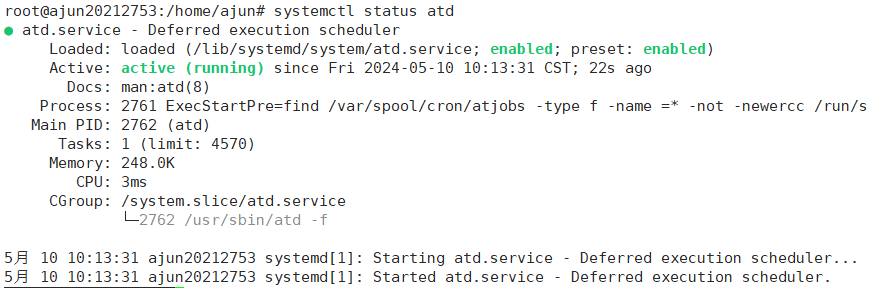 root@ajun20212753:/home/ajun# systemctl status atd
● atd.service - Deferred execution scheduler
     Loaded: loaded (/lib/systemd/system/atd.service; enabled; preset: enabled)
     Active: active (running) since Fri 2024-05-10 10:13:31 CST; 22s ago
       Docs: man:atd(8)
    Process: 2761 ExecStartPre=find /var/spool/cron/atjobs -type f -name =* -not -newercc /run/s
   Main PID: 2762 (atd)
      Tasks: 1 (limit: 4570)
     Memory: 248.0K
        CPU: 3ms
     CGroup: /system.slice/atd.service
             └─2762 /usr/sbin/atd -f
5月 10 10:13:31 ajun20212753 systemd[1]: Starting atd.service - Deferred execution scheduler...
5月 10 10:13:31 ajun20212753 systemd[1]: Started atd.service - Deferred execution scheduler.